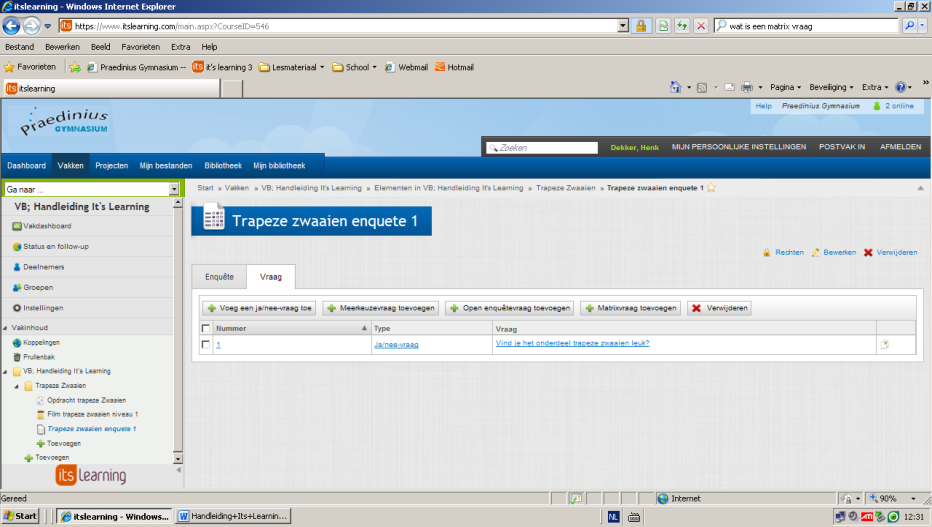 itslearning - Windows Internet Explorer
https://www.itslearning.com/main.aspx?CourseID=546
wat is een matrix vraag
Bestand Bewerken Beeld Favorieten Extra Help
Favorieten Praedinius Gymnasium -- it's learning 3 Lesmateriaal School Webmail Hotmail
itslearning
Pagina Beveiliging Extra
Praedinius
GYMNASIUM
Help Praedinius Gymnasium 2 online
Zoeken Dekker, Henk MIJN PERSOONLIJKE INSTELLINGEN POSTVAK IN AFMELDEN
Dashboard Vakken Projecten Mijn bestanden Bibliotheek Mijn bibliotheek
Ga naar ...
Start » Vakken » VB; Handleiding It's Learning » Elementen in VB; Handleiding It's Learning » Trapeze Zwaaien » Trapeze zwaaien enquete 1
VB; Handleiding It's Learning
Vakdashboard
Status en follow-up
Deelnemers
Groepen
Instellingen
Vakinhoud
Koppelingen
Prullenbak
VB; Handleiding It's Learning
Trapeze Zwaaien
Opdracht trapeze Zwaaien
Film trapeze zwaaien niveau 1
Trapeze zwaaien enquete 1
Toevoegen
Toevoegen
its learning
Trapeze zwaaien enquete 1
Rechten Bewerken Verwijderen
Enquête Vraag
Voeg een ja/nee-vraag toe Meerkeuzevraag toevoegen Open enquêtevraag toevoegen Matrixvraag toevoegen Verwijderen
Nummer Type Vraag
1 Ja/nee-vraag Vind je het onderdeel trapeze zwaaien leuk?
Gereed Internet 90%
Start itslearning - Windows... Handleiding+Its+Learnin... NL ATI 12:31